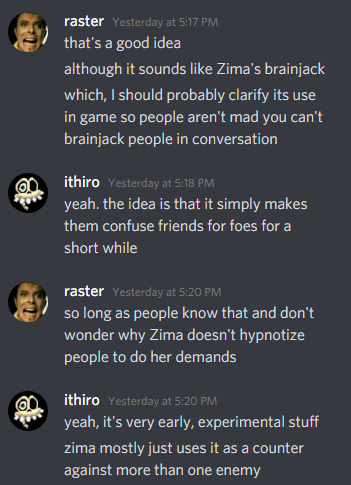 raster Yesterday at 5:17 PM
that's a good idea
although it sounds like Zima's brainjack
which, I should probably clarify its use
in game so people aren't mad you can't
brainjack people in conversation
ithiro Yesterday at 5:18 PM
yeah. the idea is that it simply makes
them confuse friends for foes for a
short while
raster Yesterday at 5:20 PM
so long as people know that and don't
wonder why Zima doesn't hypnotize
people to do her demands
ithiro Yesterday at 5:20 PM
yeah, it's very early, experimental stuff
zima mostly just uses it as a counter
against more than one enemy